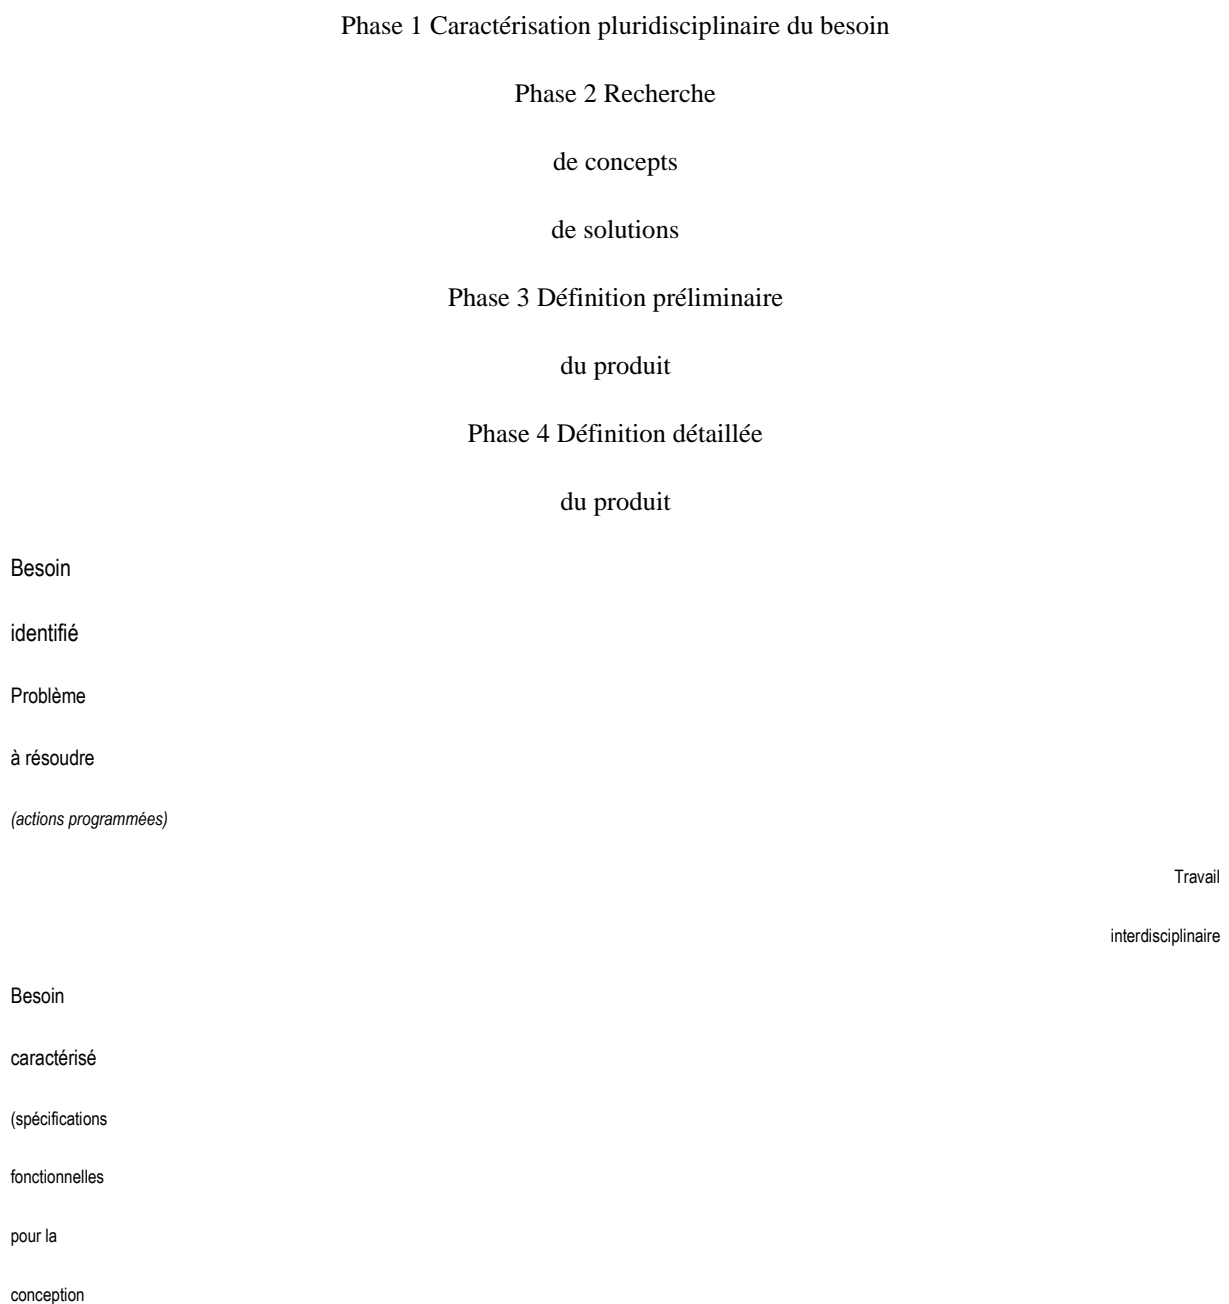 Phase 1 Caractérisation pluridisciplinaire du besoin
Phase 2 Recherche
de concepts
de solutions
Phase 3 Définition préliminaire
du produit
Phase 4 Définition détaillée
du produit
Besoin
identifié
Problème
à résoudre
(actions programmées)
Travail
interdisciplinaire
Besoin
caractérisé
(spécifications
fonctionnelles
pour la
conception